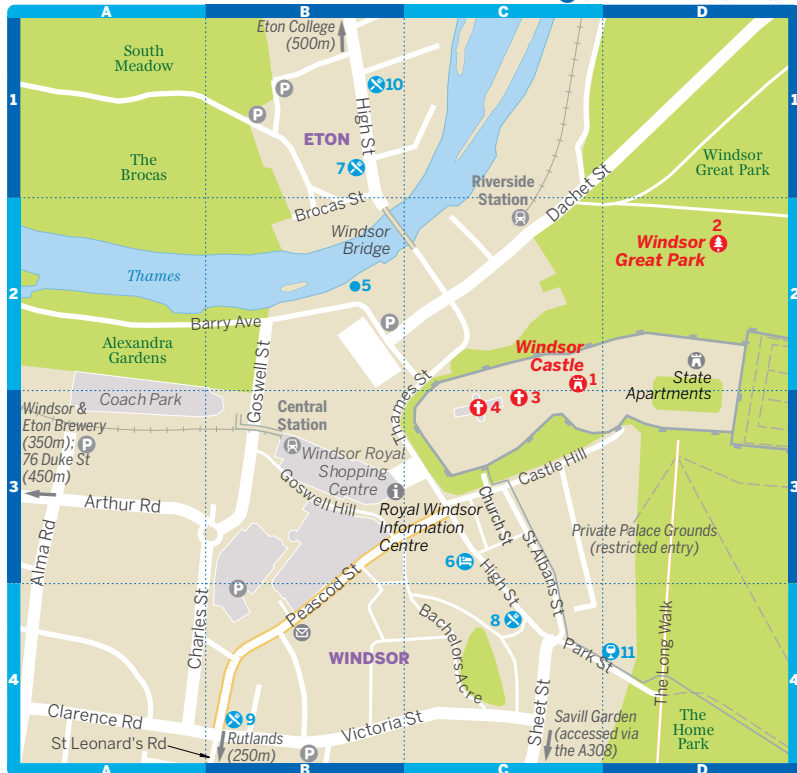 A
B
C
D
Eton College
(500m)
South
Meadow
10
1
1
High St
ETON
The
Brocas
7
Windsor
Great Park
Riverside
Station
Dachet St
Brocas St
Windsor
Bridge
2
Windsor
Great Park
Thames
5
2
2
Barry Ave
P
P
P
Alexandra
Gardens
Windsor
Castle
1
State
Apartments
Goswell St
Thames St
3
4
Coach Park
Windsor &
Eton Brewery
(350m);
76 Duke St
(450m)
P
Central
Station
Windsor Royal
Shopping
Centre
i
Castle Hill
3
3
Goswell Hill
Royal Windsor
Information
Centre
Church St
St Albans St
Private Palace Grounds
(restricted entry)
Arthur Rd
Alma Rd
6
High St
P
Peascod St
8
Charles St
Bachelors Acre
WINDSOR
Park St
11
The Long Walk
4
4
9
Clarence Rd
Victoria St
Sheet St
Savill Garden
(accessed via
the A308)
The
Home
Park
St Leonard's Rd
Rutlands
(250m)
P
A
B
C
D